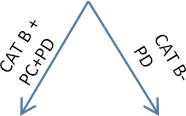 CAT B +
PC+PD
CAT B-
PD